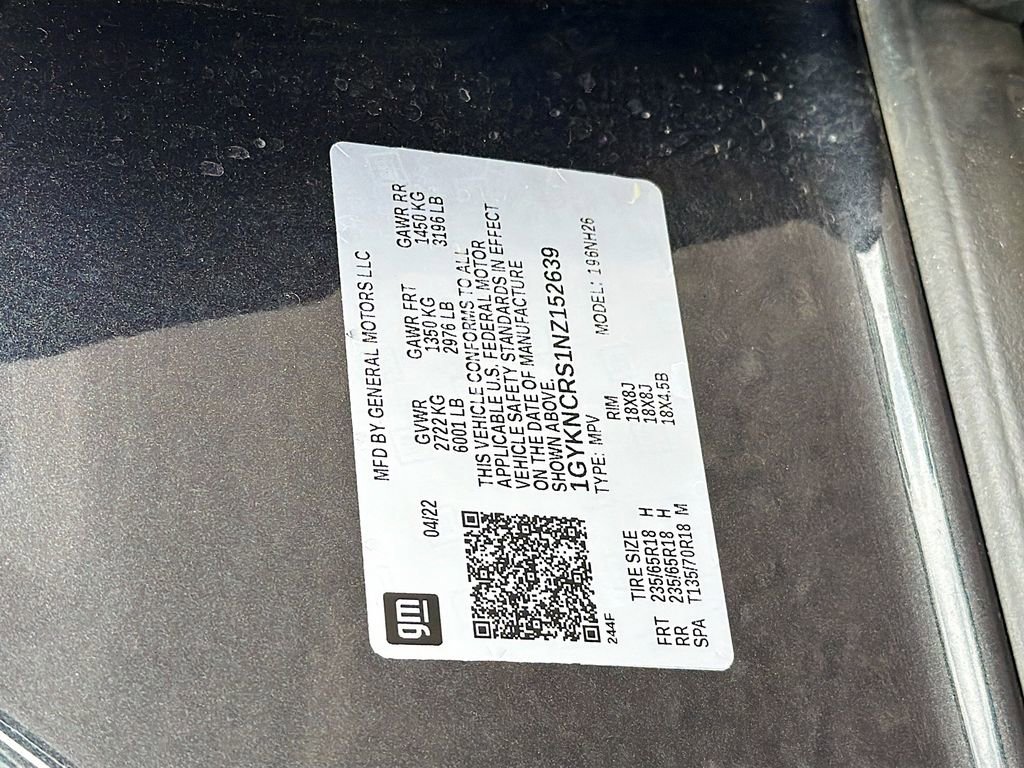 gm
MFD BY GENERAL MOTORS LLC
04/22
GVWR GAWR FRT GAWR RR
2722 KG 1350 KG 1450 KG
6001 LB 2976 LB 3196 LB
THIS VEHICLE CONFORMS TO ALL
APPLICABLE U.S. FEDERAL MOTOR
VEHICLE SAFETY STANDARDS IN EFFECT
ON THE DATE OF MANUFACTURE
SHOWN ABOVE.
1GYKNCRS1NZ152639
TYPE: MPV MODEL: 196NH26
244F
TIRE SIZE RIM
FRT 235/65R18 H 18X8J
RR 235/65R18 H 18X8J
SPA T135/70R18 M 18X4.5B